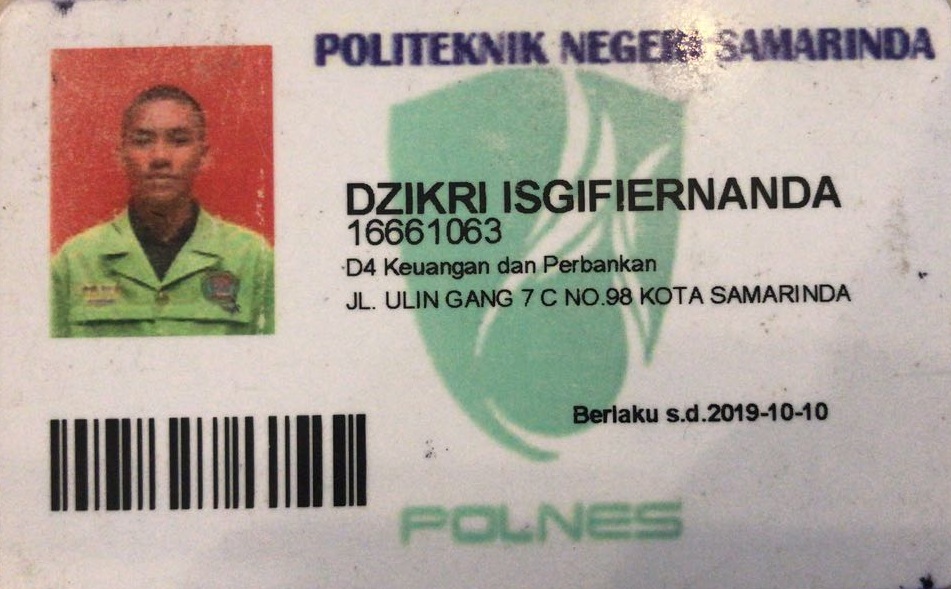 POLITEKNIK NEGERI SAMARINDA
DZIKRI ISGIFIERNANDA
16661063
D4 Keuangan dan Perbankan
JL. ULIN GANG 7 C NO.98 KOTA SAMARINDA
Berlaku s.d.2019-10-10
POLNES